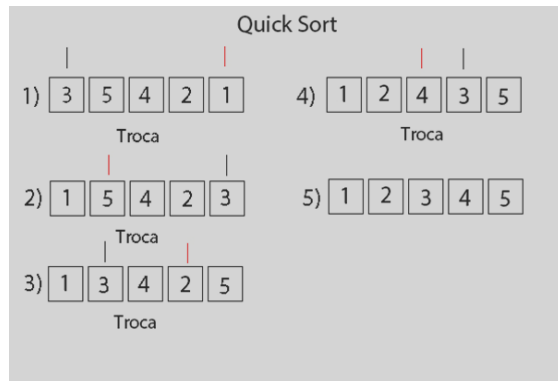 Quick Sort
1) 3 5 4 2 1
Troca
2) 1 5 4 2 3
Troca
3) 1 3 4 2 5
Troca
4) 1 2 4 3 5
Troca
5) 1 2 3 4 5